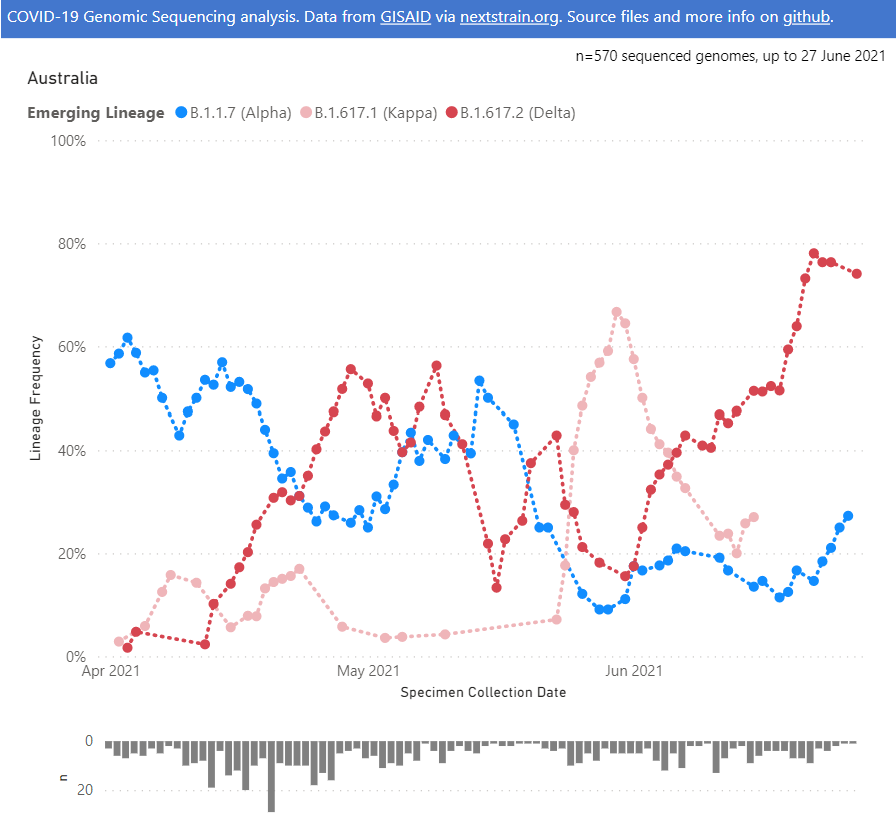 COVID-19 Genomic Sequencing analysis. Data from GISAID via nextstrain.org. Source files and more info on github.
n=570 sequenced genomes, up to 27 June 2021
Australia
Emerging Lineage B.1.1.7 (Alpha) B.1.617.1 (Kappa) B.1.617.2 (Delta)
100%
80%
60%
40%
20%
0%
Lineage Frequency
Apr 2021 May 2021 Jun 2021
Specimen Collection Date
0
20
n